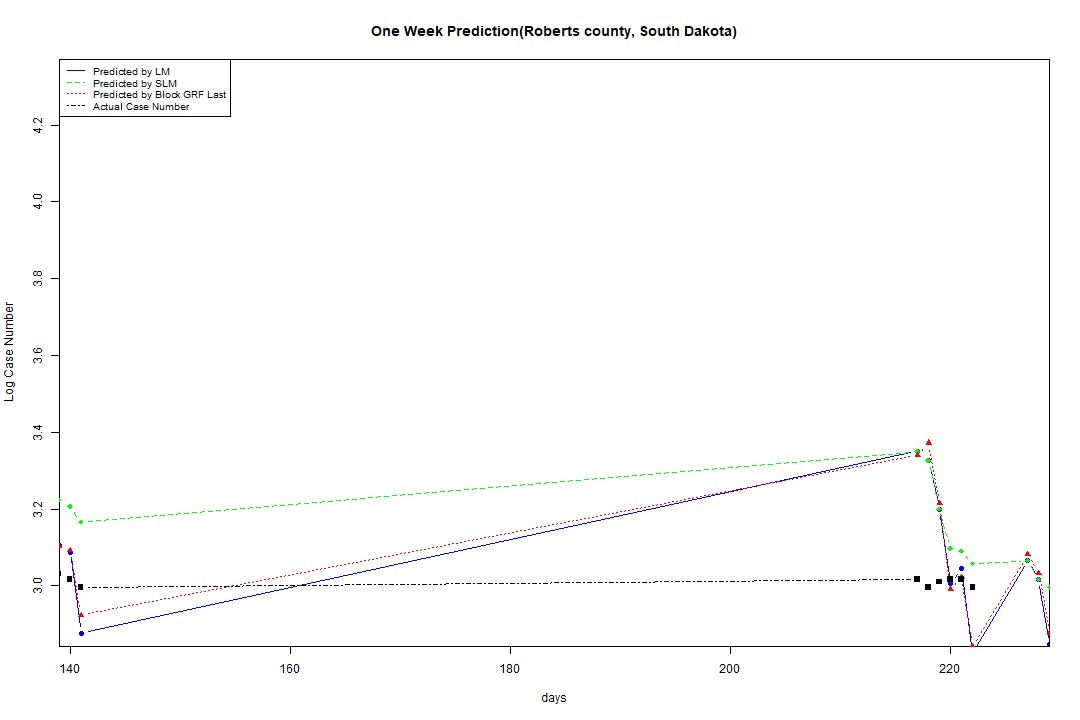 One Week Prediction(Roberts county, South Dakota)
Predicted by LM
Predicted by SLM
Predicted by Block GRF Last
Actual Case Number
Log Case Number
4.2
4.0
3.8
3.6
3.4
3.2
3.0
140 160 180 200 220
days